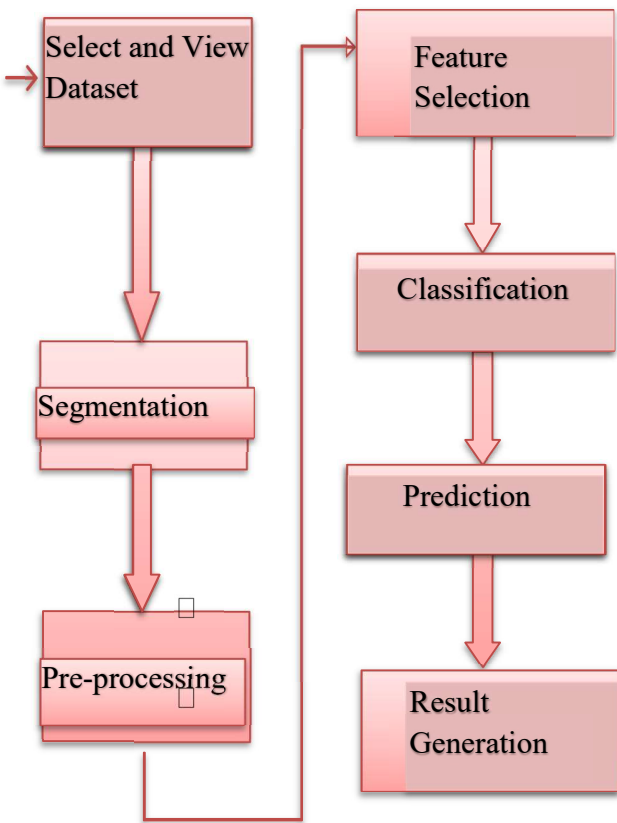 Select and View
Dataset
Segmentation
Pre-processing
Feature
Selection
Classification
Prediction
Result
Generation